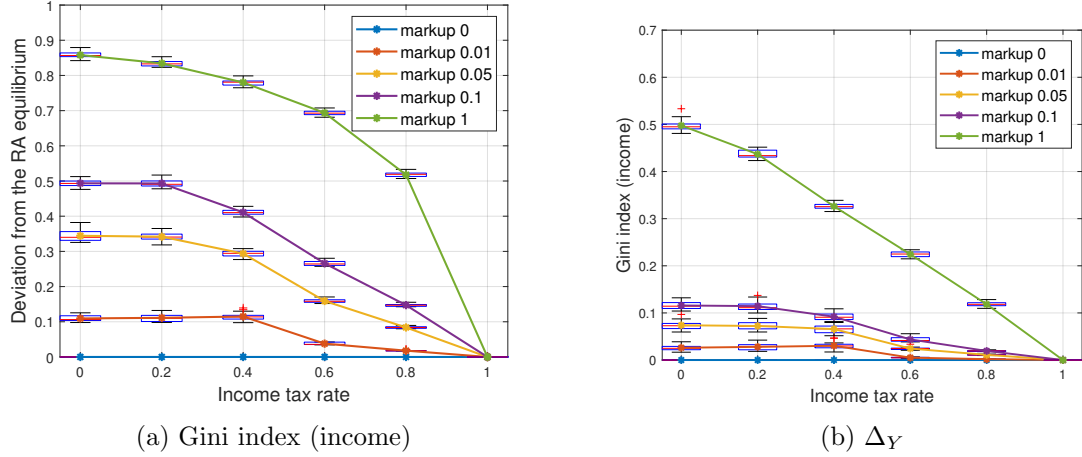 1
0.9
0.8
0.7
0.6
0.5
0.4
0.3
0.2
0.1
0
Deviation from the RA equilibrium
0 0.2 0.4 0.6 0.8 1
Income tax rate
markup 0
markup 0.01
markup 0.05
markup 0.1
markup 1
(a) Gini index (income)
0.7
0.6
0.5
0.4
0.3
0.2
0.1
0
Gini index (income)
0 0.2 0.4 0.6 0.8 1
Income tax rate
markup 0
markup 0.01
markup 0.05
markup 0.1
markup 1
(b) Δ_Y